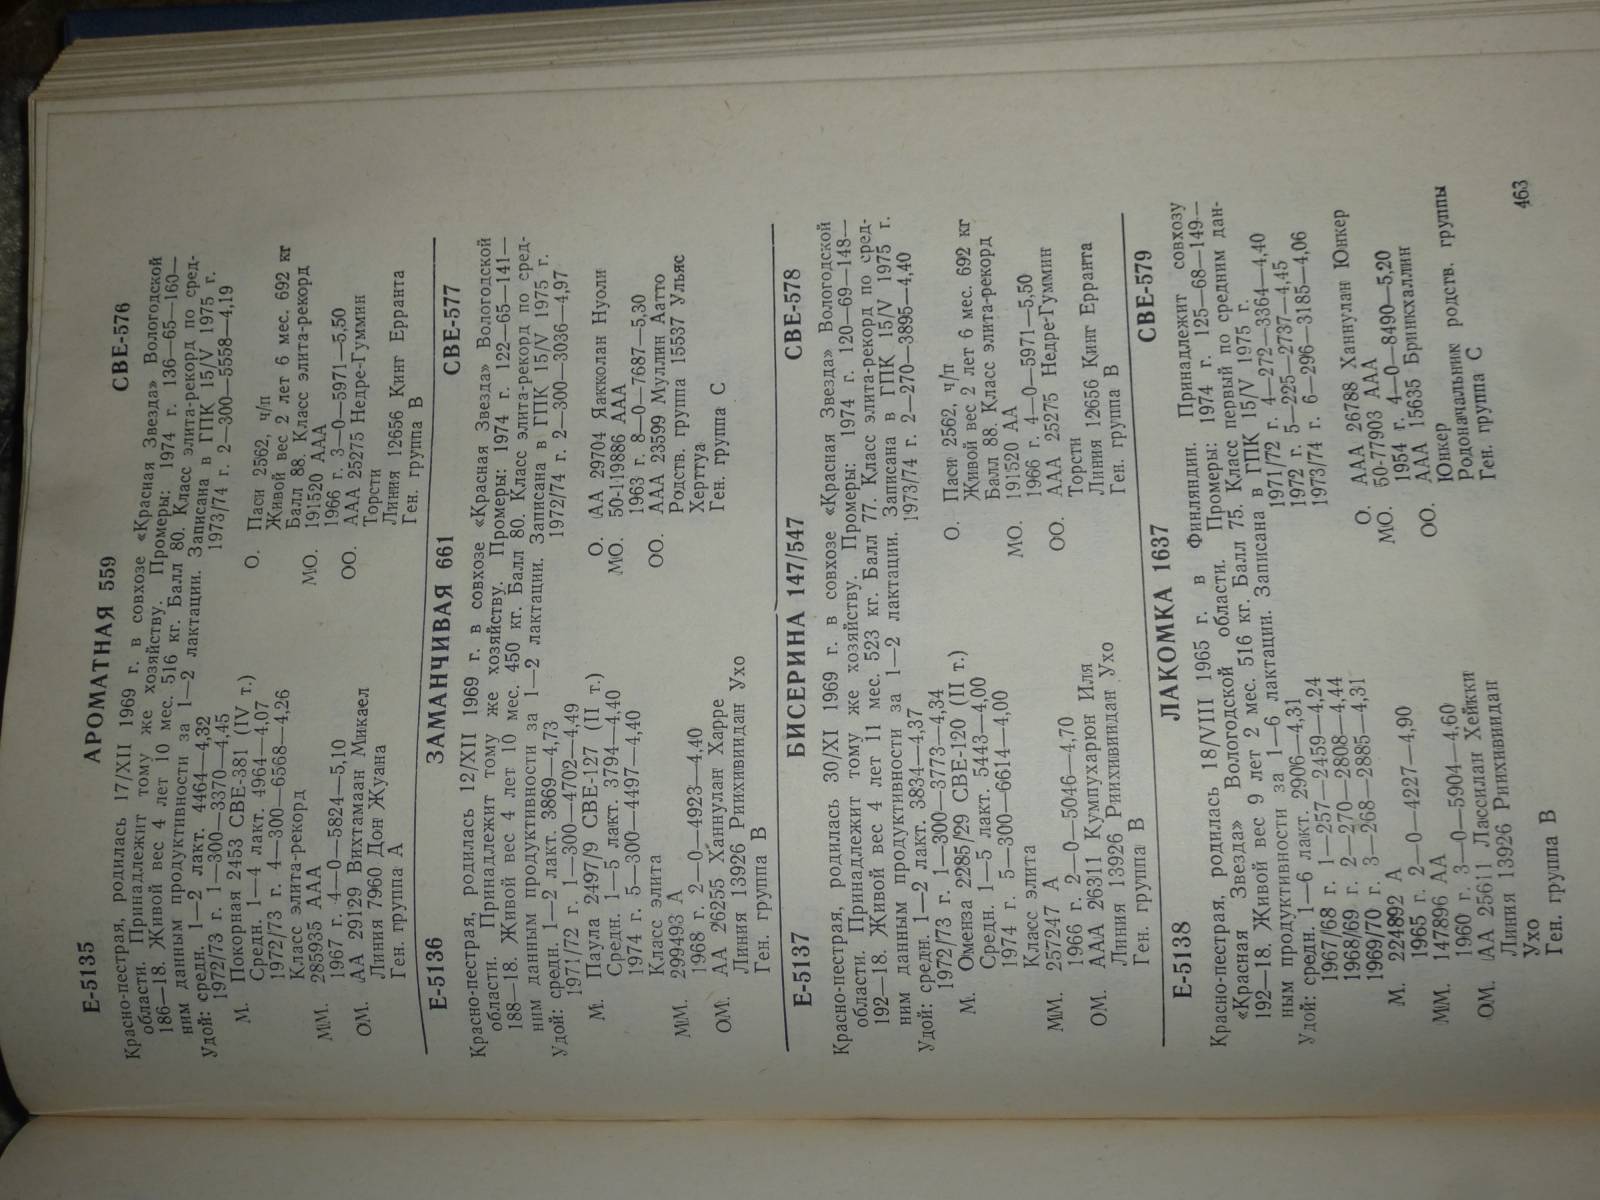 Е-5135 АРОМАТНАЯ 559 СВЕ-576
Красно-пестрая, родилась 17/XII 1969 г. в совхозе «Красная Звезда» Вологодской
области. Принадлежит тому же хозяйству. Промеры: 1974 г. 136—65—160—
186—18. Живой вес 4 лет 10 мес. 516 кг. Балл 80. Класс элита-рекорд по сред-
ним данным продуктивности за 1—2 лактации. Записана в ГПК 15/V 1975 г.
Удой: средн. 1—2 лакт. 4464—4,32
1972/73 г. 1—300—3370—4,45
1973/74 г. 2—300—5558—4,19
М. Покорная 2453 СВЕ-381 (IV т.)
Средн. 1—4 лакт. 4964—4,07
1972/73 г. 4—300—6568—4,26
Класс элита-рекорд
ММ. 285935 ААА
1967 г. 4—0—5824—5,10
ОМ. АА 29129 Вихтамаан Микаел
Линия 7960 Дон Жуана
Ген. группа А
О. Паси 2562, ч/п
Живой вес 2 лет 6 мес. 692 кг
Балл 88. Класс элита-рекорд
МО. 191520 ААА
1966 г. 3—0—5971—5,50
ОО. ААА 25275 Недре-Гуммин
Торсти
Линия 12656 Кинг Ерранта
Ген. группа В
Е-5136 ЗАМАНЧИВАЯ 661 СВЕ-577
Красно-пестрая, родилась 12/XII 1969 г. в совхозе «Красная Звезда» Вологодской
области. Принадлежит тому же хозяйству. Промеры: 1974 г. 122—65—141—
188—18. Живой вес 4 лет 10 мес. 450 кг. Балл 80. Класс элита-рекорд по сред-
ним данным продуктивности за 1—2 лактации. Записана в ГПК 15/V 1975 г.
Удой: средн. 1—2 лакт. 3869—4,73
1971/72 г. 1—300—4702—4,49
1972/74 г. 2—300—3036—4,97
М. Паула 2497/9 СВЕ-127 (II т.)
Средн. 1—5 лакт. 3794—4,40
1974 г. 5—300—4497—4,40
Класс элита
ММ. 299493 А
1968 г. 2—0—4923—4,40
ОМ. АА 26255 Ханнулан Харре
Линия 13926 Риихивиидан Ухо
Ген. группа В
О. АА 29704 Яакколан Нуоли
МО. 50-119886 ААА
1963 г. 8—0—7687—5,30
ОО. ААА 23599 Муллин Аатто
Родств. группа 15537 Ульяс
Херттуа
Ген. группа С
Е-5137 БИСЕРИНА 147/547 СВЕ-578
Красно-пестрая, родилась 30/XI 1969 г. в совхозе «Красная Звезда» Вологодской
области. Принадлежит тому же хозяйству. Промеры: 1974 г. 120—69—148—
192—18. Живой вес 4 лет 11 мес. 523 кг. Балл 77. Класс элита-рекорд по сред-
ним данным продуктивности за 1—2 лактации. Записана в ГПК 15/V 1975 г.
Удой: средн. 1—2 лакт. 3834—4,37
1972/73 г. 1—300—3773—4,34
1973/74 г. 2—270—3895—4,40
М. Оменза 2285/29 СВЕ-120 (II т.)
Средн. 1—5 лакт. 5443—4,00
1974 г. 5—300—6614—4,00
Класс элита
ММ. 257247 А
1966 г. 2—0—5046—4,70
ОМ. ААА 26311 Кумпухарюн Иля
Линия 13926 Риихивиидан Ухо
Ген. группа В
О. Паси 2562, ч/п
Живой вес 2 лет 6 мес. 692 кг
Балл 88. Класс элита-рекорд
МО. 191520 АА
1966 г. 4—0—5971—5,50
ОО. ААА 25275 Недре-Гуммин
Торсти
Линия 12656 Кинг Ерранта
Ген. группа В
Е-5138 ЛАКОМКА 1637 СВЕ-579
Красно-пестрая, родилась 18/VIII 1965 г. в Финляндии. Принадлежит совхозу
«Красная Звезда» Вологодской области. Промеры: 1974 г. 125—68—149—
192—18. Живой вес 9 лет 2 мес. 516 кг. Балл 75. Класс первый по средним дан-
ным продуктивности за 1—6 лактации. Записана в ГПК 15/V 1975 г.
Удой: средн. 1—6 лакт. 2906—4,31
1967/68 г. 1—257—2459—4,24
1968/69 г. 2—270—2808—4,44
1969/70 г. 3—268—2885—4,31
1971/72 г. 4—272—3364—4,40
1972 г. 5—225—2737—4,45
1973/74 г. 6—296—3185—4,06
М. 224892 А
1965 г. 2—0—4227—4,90
ММ. 147896 АА
1960 г. 3—0—5904—4,60
ОМ. АА 25611 Лассилан Хейкки
Линия 13926 Риихивиидан
Ухо
Ген. группа В
О. ААА 26788 Ханнулан Юнкер
МО. 50-77903 ААА
1954 г. 4—0—8490—5,20
ОО. ААА 15635 Бринкхаллин
Юнкер
Родоначальник родств. группы
Ген. группа С
463